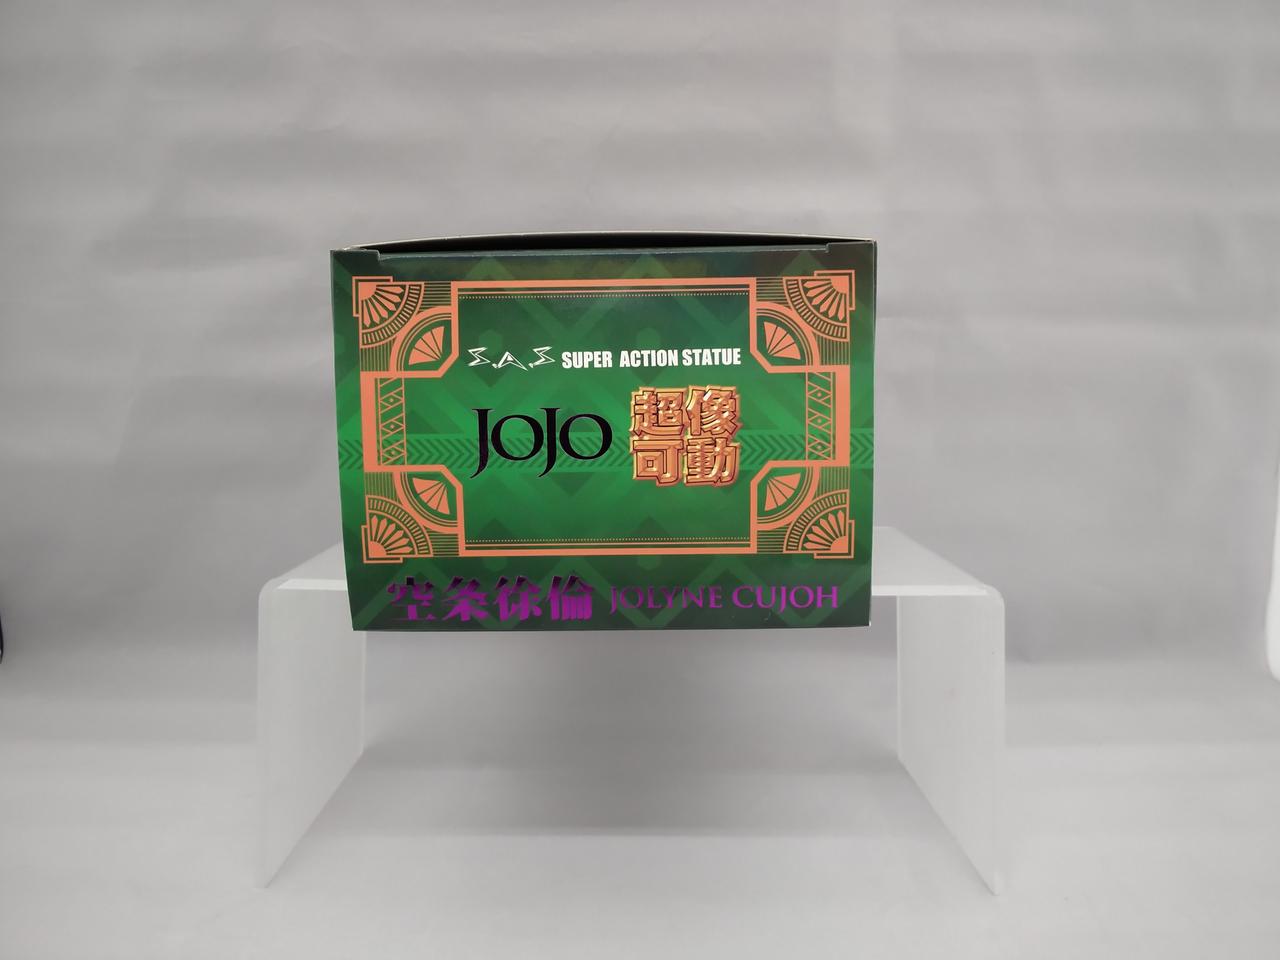 S.A.S SUPER ACTION STATUE
JOJO 超像
可動
空条徐倫 JOLYNE CUJOH